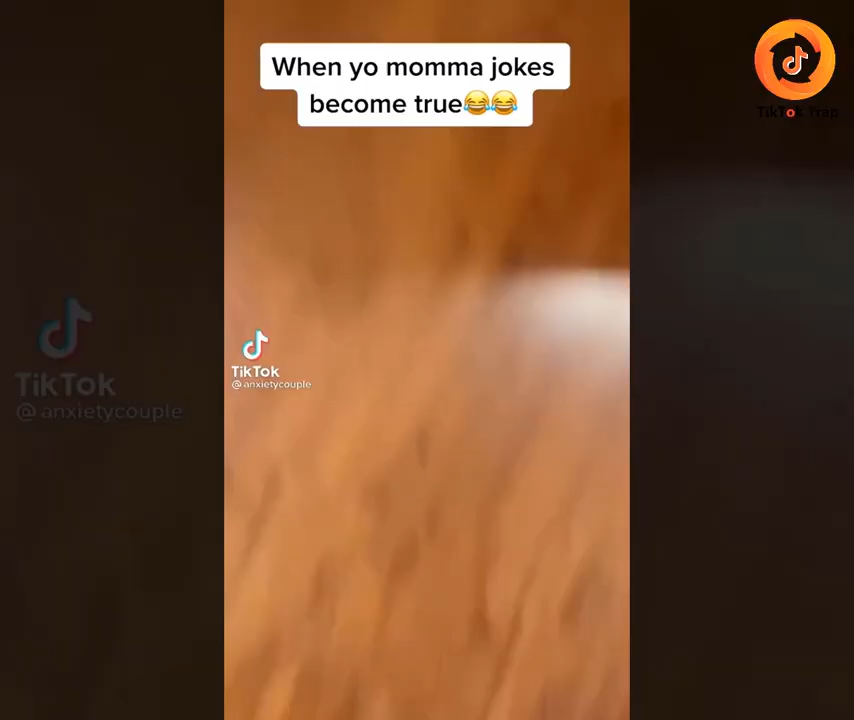 When yo momma jokes
become true😂😂
TikTok
@anxietycouple
TikTok
@anxietycouple
TikTok Trap